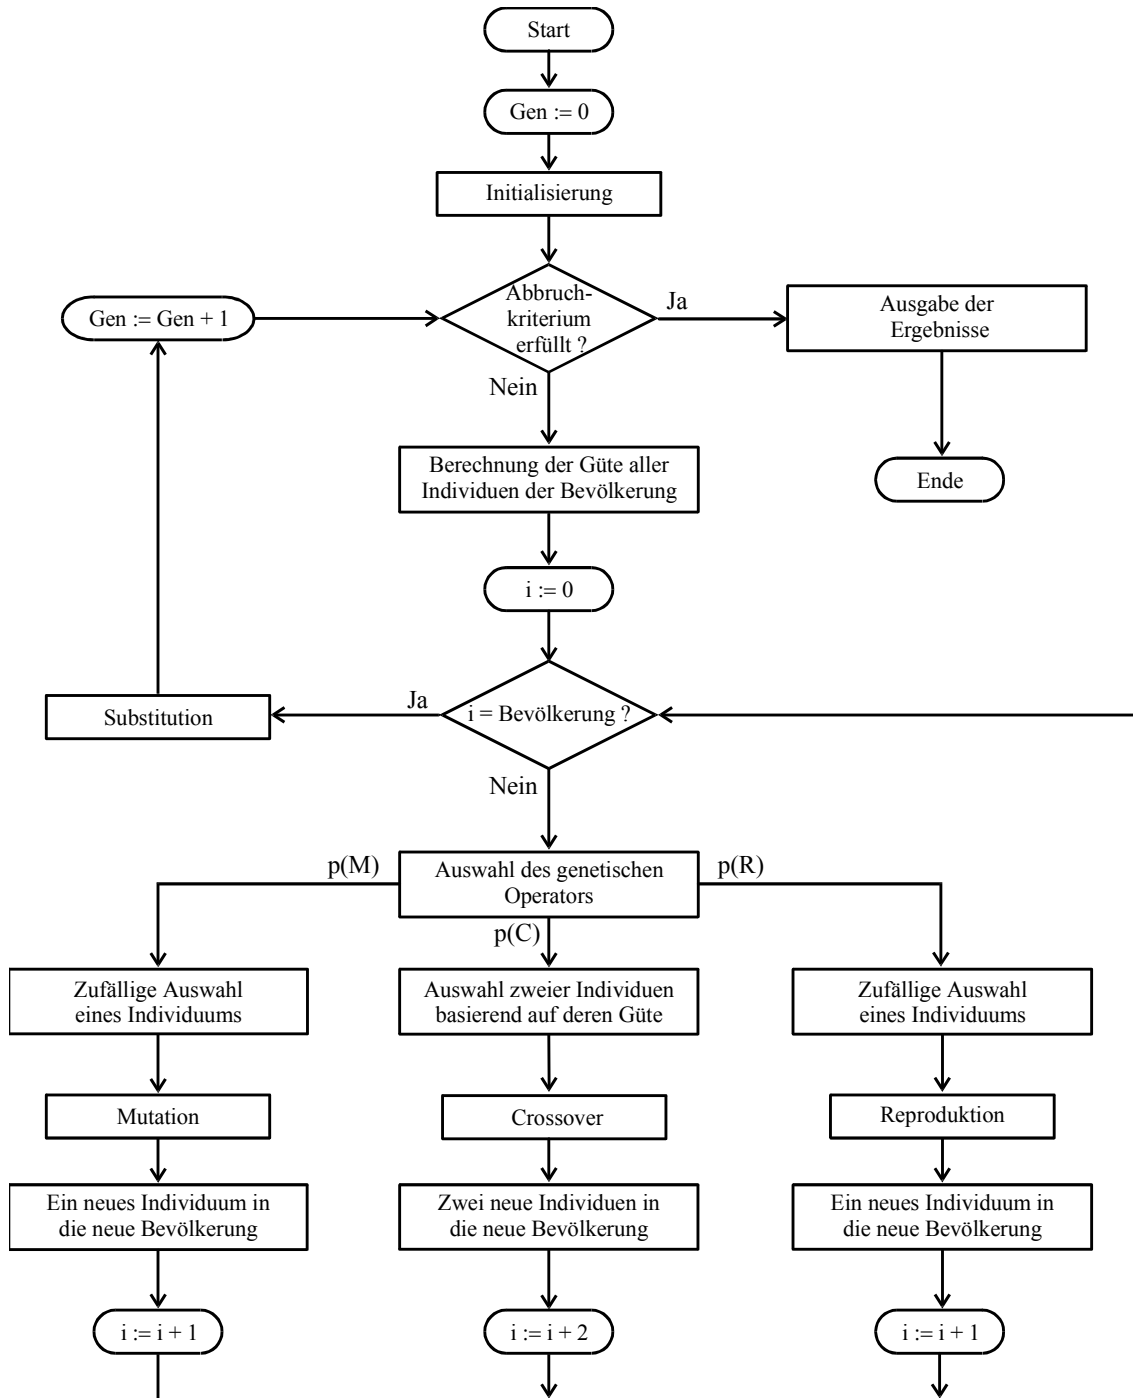 Start
Gen := 0
Initialisierung
Abbruch-
kriterium
erfüllt ?
Ja
Ausgabe der
Ergebnisse
Gen := Gen + 1
Nein
Berechnung der Güte aller
Individuen der Bevölkerung
Ende
i := 0
Substitution
Ja
i = Bevölkerung ?
Nein
p(M)
Auswahl des genetischen
Operators
p(R)
p(C)
Zufällige Auswahl
eines Individuums
Auswahl zweier Individuen
basierend auf deren Güte
Zufällige Auswahl
eines Individuums
Mutation
Crossover
Reproduktion
Ein neues Individuum in
die neue Bevölkerung
Zwei neue Individuen in
die neue Bevölkerung
Ein neues Individuum in
die neue Bevölkerung
i := i + 1
i := i + 2
i := i + 1